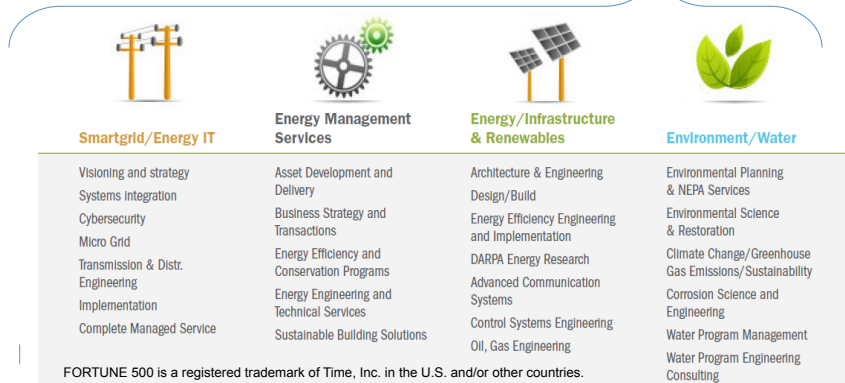 Smartgrid/Energy IT
Visioning and strategy
Systems integration
Cybersecurity
Micro Grid
Transmission & Distr.
Engineering
Implementation
Complete Managed Service
Energy Management
Services
Asset Development and
Delivery
Business Strategy and
Transactions
Energy Efficiency and
Conservation Programs
Energy Engineering and
Technical Services
Sustainable Building Solutions
Energy/Infrastructure
& Renewables
Architecture & Engineering
Design/Build
Energy Efficiency Engineering
and Implementation
DARPA Energy Research
Advanced Communication
Systems
Control Systems Engineering
Oil, Gas Engineering
Environment/Water
Environmental Planning
& NEPA Services
Environmental Science
& Restoration
Climate Change/Greenhouse
Gas Emissions/Sustainability
Corrosion Science and
Engineering
Water Program Management
Water Program Engineering
Consulting
FORTUNE 500 is a registered trademark of Time, Inc. in the U.S. and/or other countries.